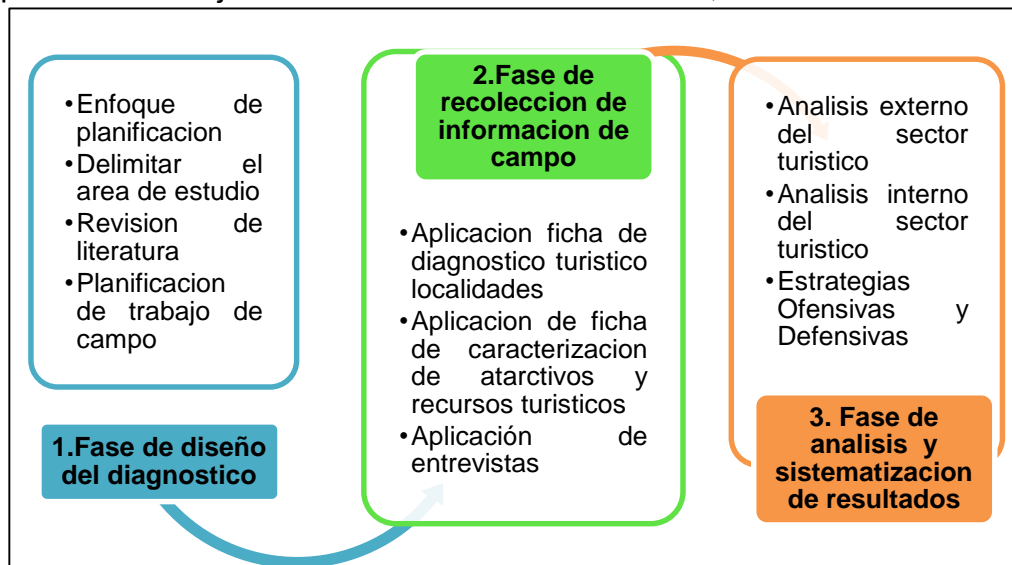 •Enfoque de
planificacion
•Delimitar el
area de estudio
•Revision de
literatura
•Planificacion
de trabajo de
campo
1.Fase de diseño
del diagnostico
2.Fase de
recoleccion de
informacion de
campo
•Aplicacion ficha de
diagnostico turistico
localidades
•Aplicacion de ficha
de caracterizacion
de atarctivos y
recursos turisticos
•Aplicación de
entrevistas
•Analisis externo
del sector
turistico
•Analisis interno
del sector
turistico
•Estrategias
Ofensivas y
Defensivas
3. Fase de
analisis y
sistematizacion
de resultados